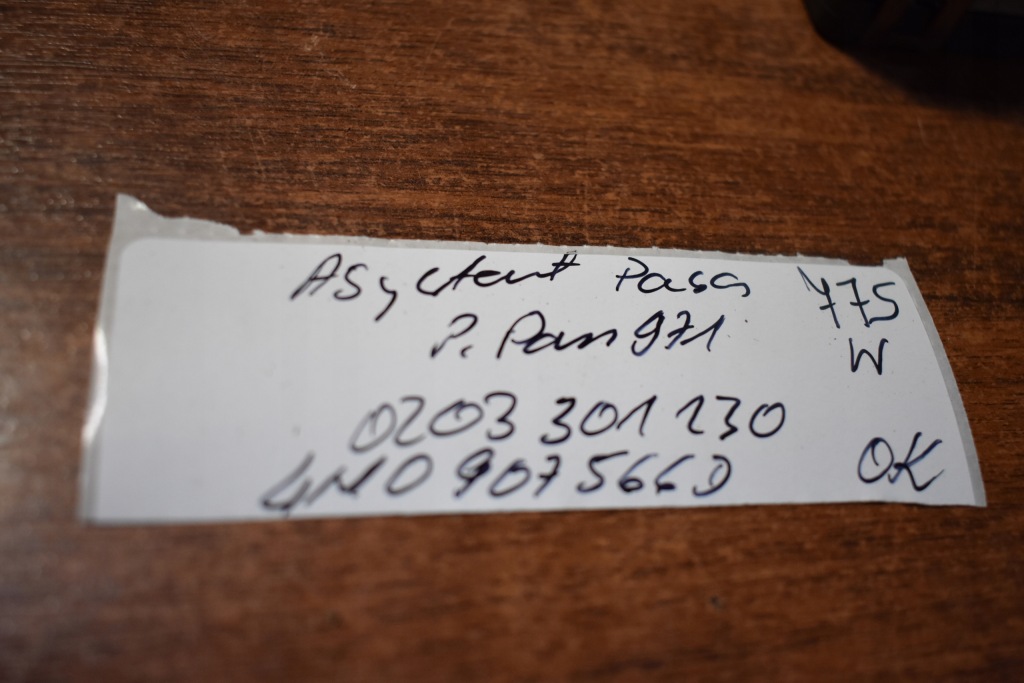 Asystent Pasa 775
P. Pan 971 W
0203 301 230
4M0 907 566 D OK